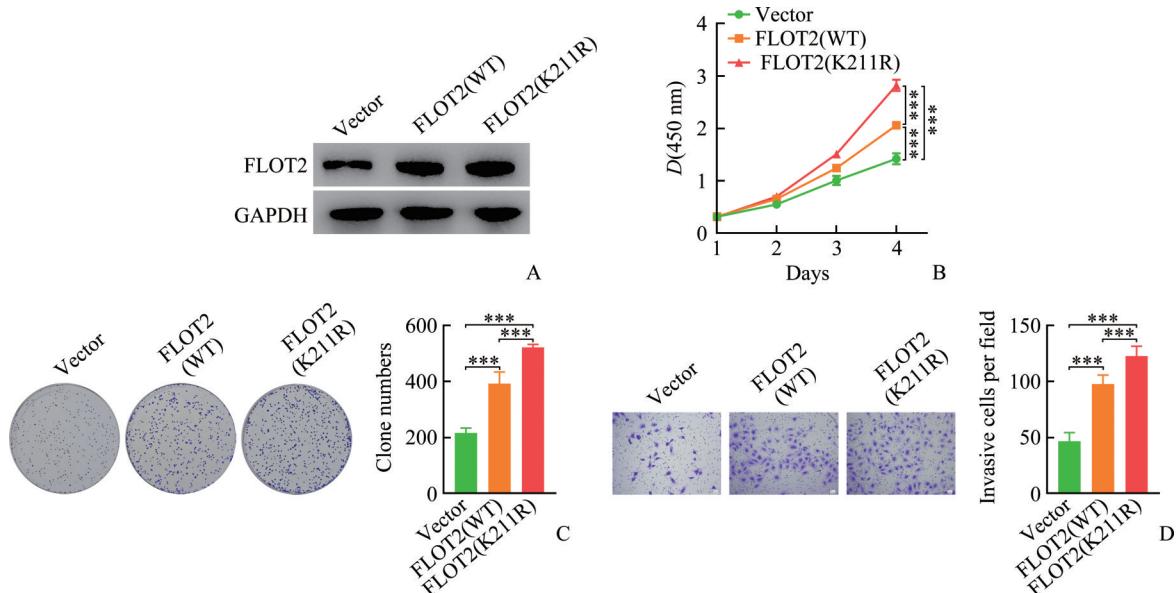 Vector
FLOT2(WT)
FLOT2(K211R)
FLOT2
GAPDH
A
Vector
FLOT2(WT)
FLOT2(K211R)
D(450 nm)
4
3
2
1
0
1 2 3 4
Days
***
***
***
B
Vector
FLOT2
(WT)
FLOT2
(K211R)
Clone numbers
600
400
200
0
***
***
***
Vector
FLOT2(WT)
FLOT2(K211R)
C
Vector
FLOT2
(WT)
FLOT2
(K211R)
Invasive cells per field
150
100
50
0
***
***
***
Vector
FLOT2(WT)
FLOT2(K211R)
D